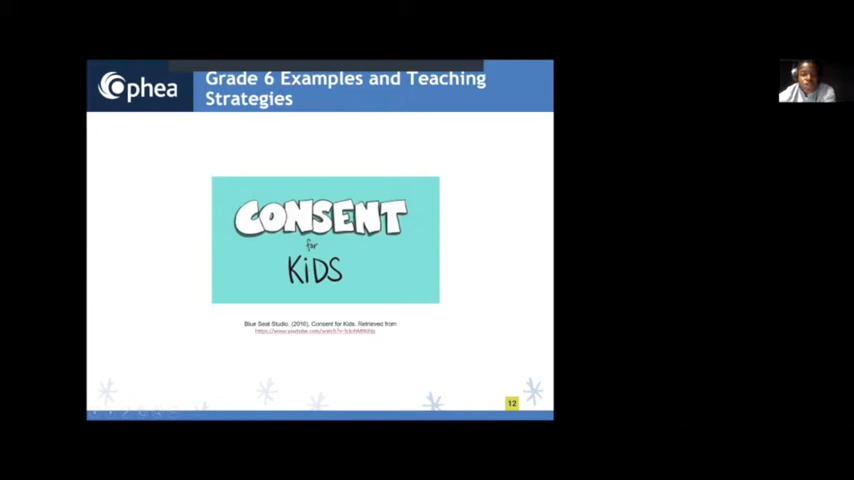 Ophea
Grade 6 Examples and Teaching
Strategies
CONSENT
for
KiDS
Blue Seat Studio. (2016). Consent for Kids. Retrieved from
12